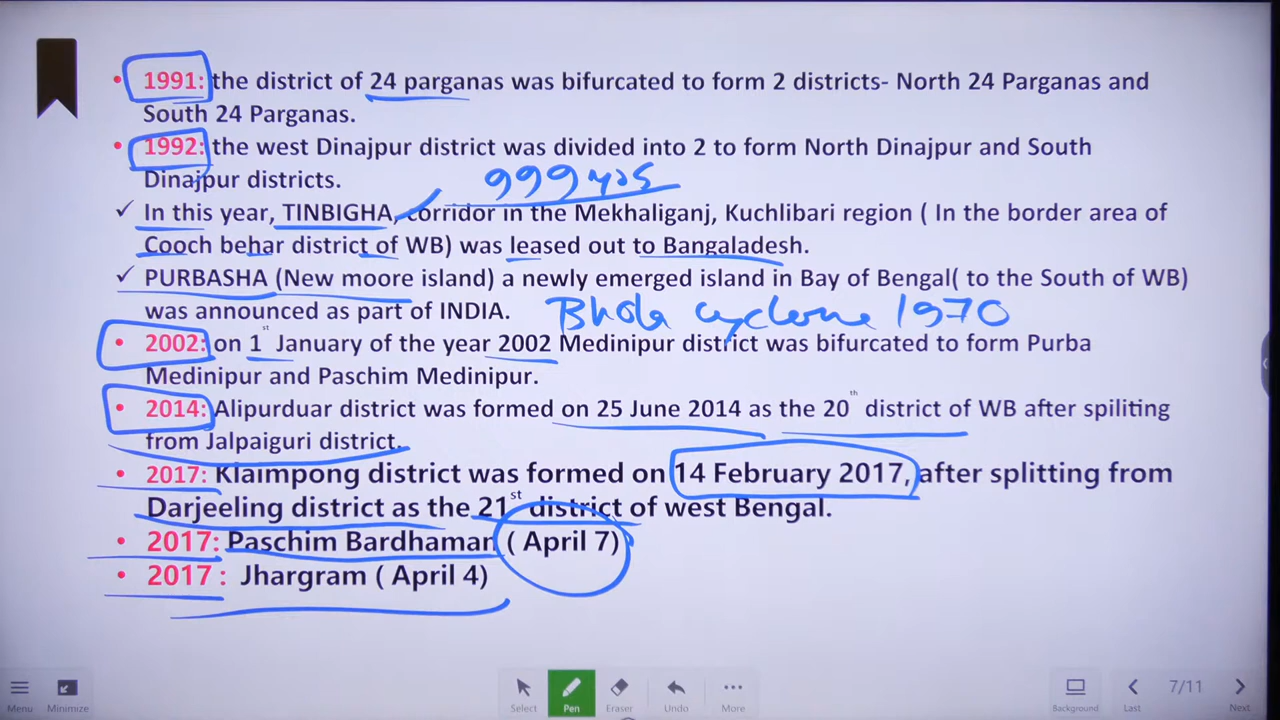 • 1991: the district of 24 parganas was bifurcated to form 2 districts- North 24 Parganas and
South 24 Parganas.
• 1992: the west Dinajpur district was divided into 2 to form North Dinajpur and South
Dinajpur districts.
999 yrs
✓ In this year, TINBIGHA, corridor in the Mekhaliganj, Kuchlibari region ( In the border area of
Cooch behar district of WB) was leased out to Bangaladesh.
✓ PURBASHA (New moore island) a newly emerged island in Bay of Bengal( to the South of WB)
was announced as part of INDIA.
Bhola cyclone 1970
• 2002: on 1st January of the year 2002 Medinipur district was bifurcated to form Purba
Medinipur and Paschim Medinipur.
• 2014: Alipurduar district was formed on 25 June 2014 as the 20th district of WB after spiliting
from Jalpaiguri district.
• 2017: Klaimpong district was formed on 14 February 2017, after splitting from
Darjeeling district as the 21st district of west Bengal.
• 2017: Paschim Bardhaman ( April 7)
• 2017 : Jhargram ( April 4)
Menu Minimize Select Pen Eraser Undo More Background Last 7/11 Next